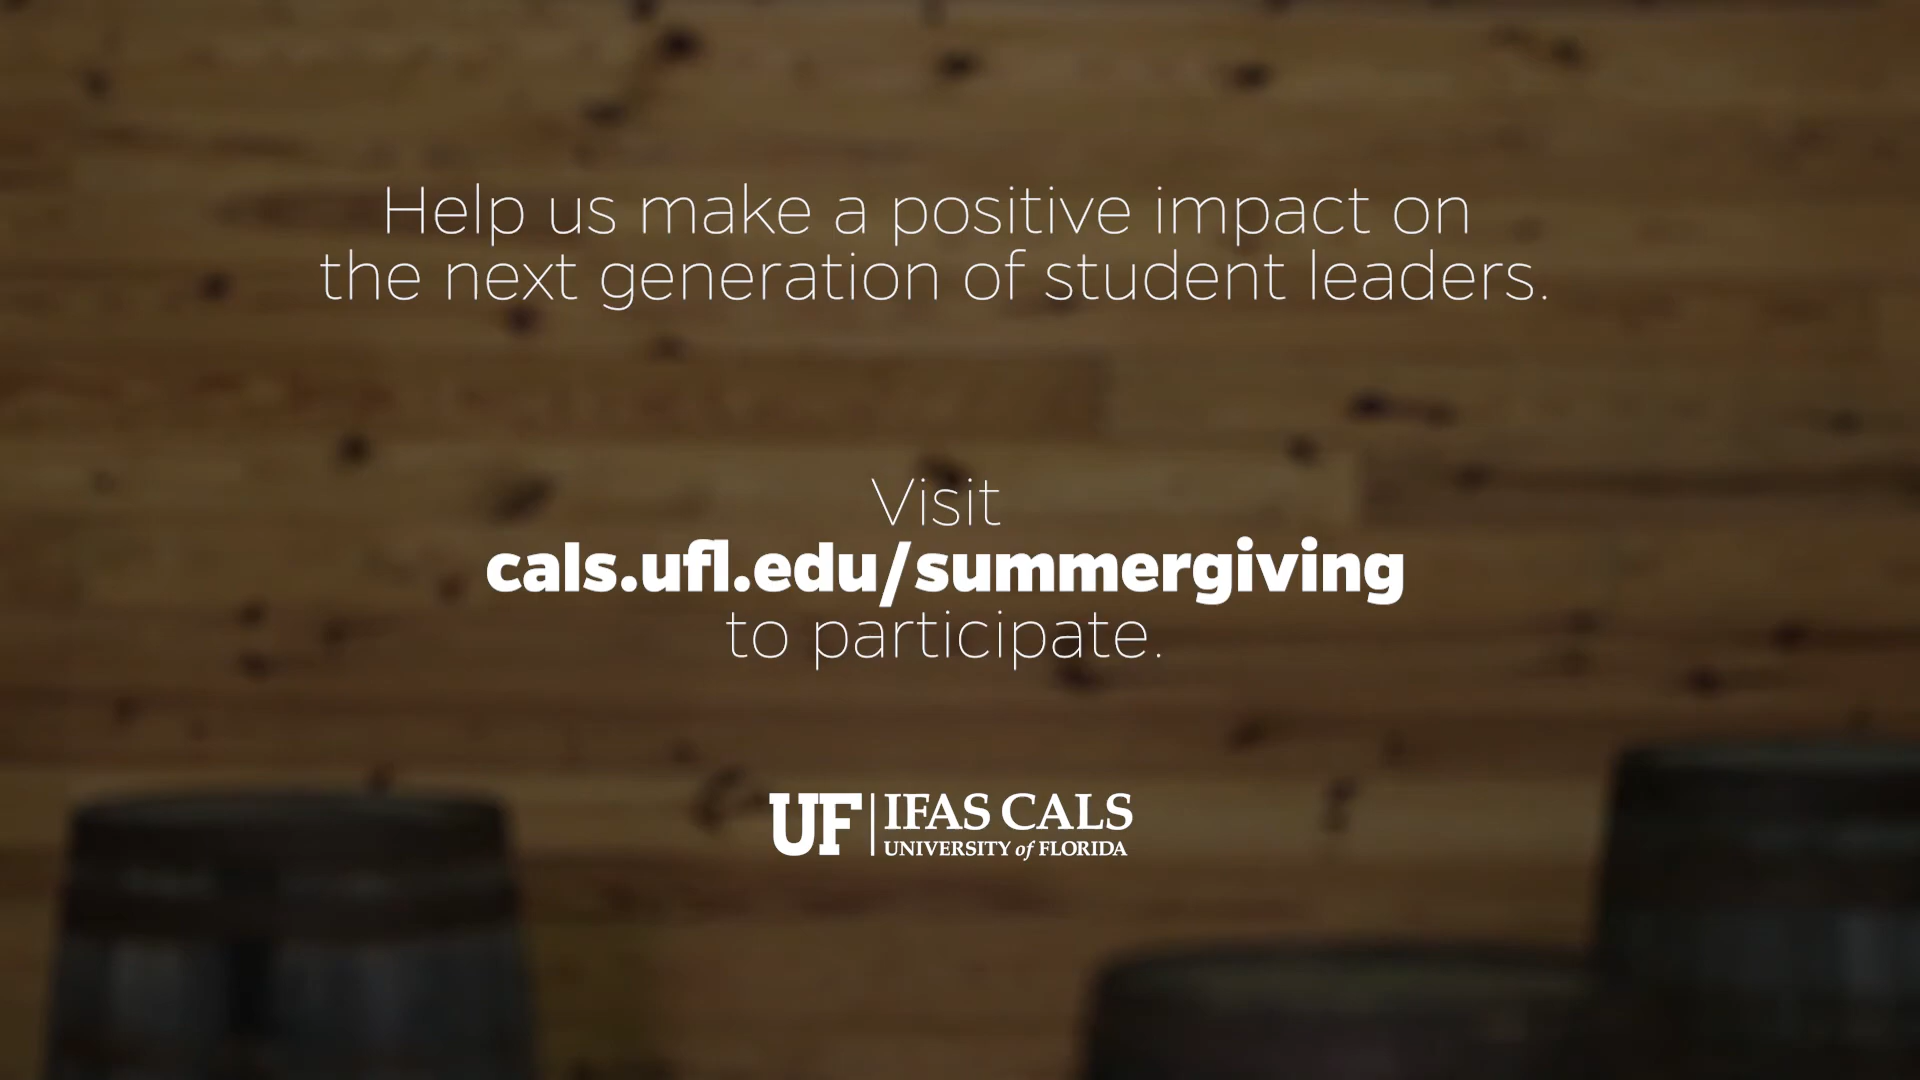 Help us make a positive impact on
the next generation of student leaders.
Visit
cals.ufl.edu/summergiving
to participate.
UF IFAS CALS
UNIVERSITY of FLORIDA